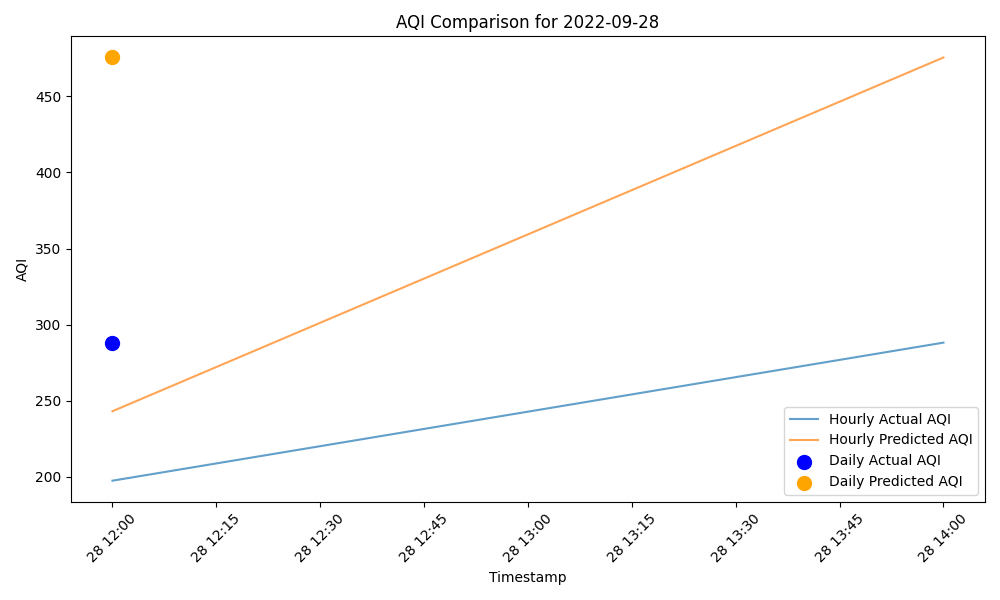 AQI Comparison for 2022-09-28
AQI
450
400
350
300
250
200
Hourly Actual AQI
Hourly Predicted AQI
Daily Actual AQI
Daily Predicted AQI
28 12:00
28 12:15
28 12:30
28 12:45
28 13:00
28 13:15
28 13:30
28 13:45
28 14:00
Timestamp